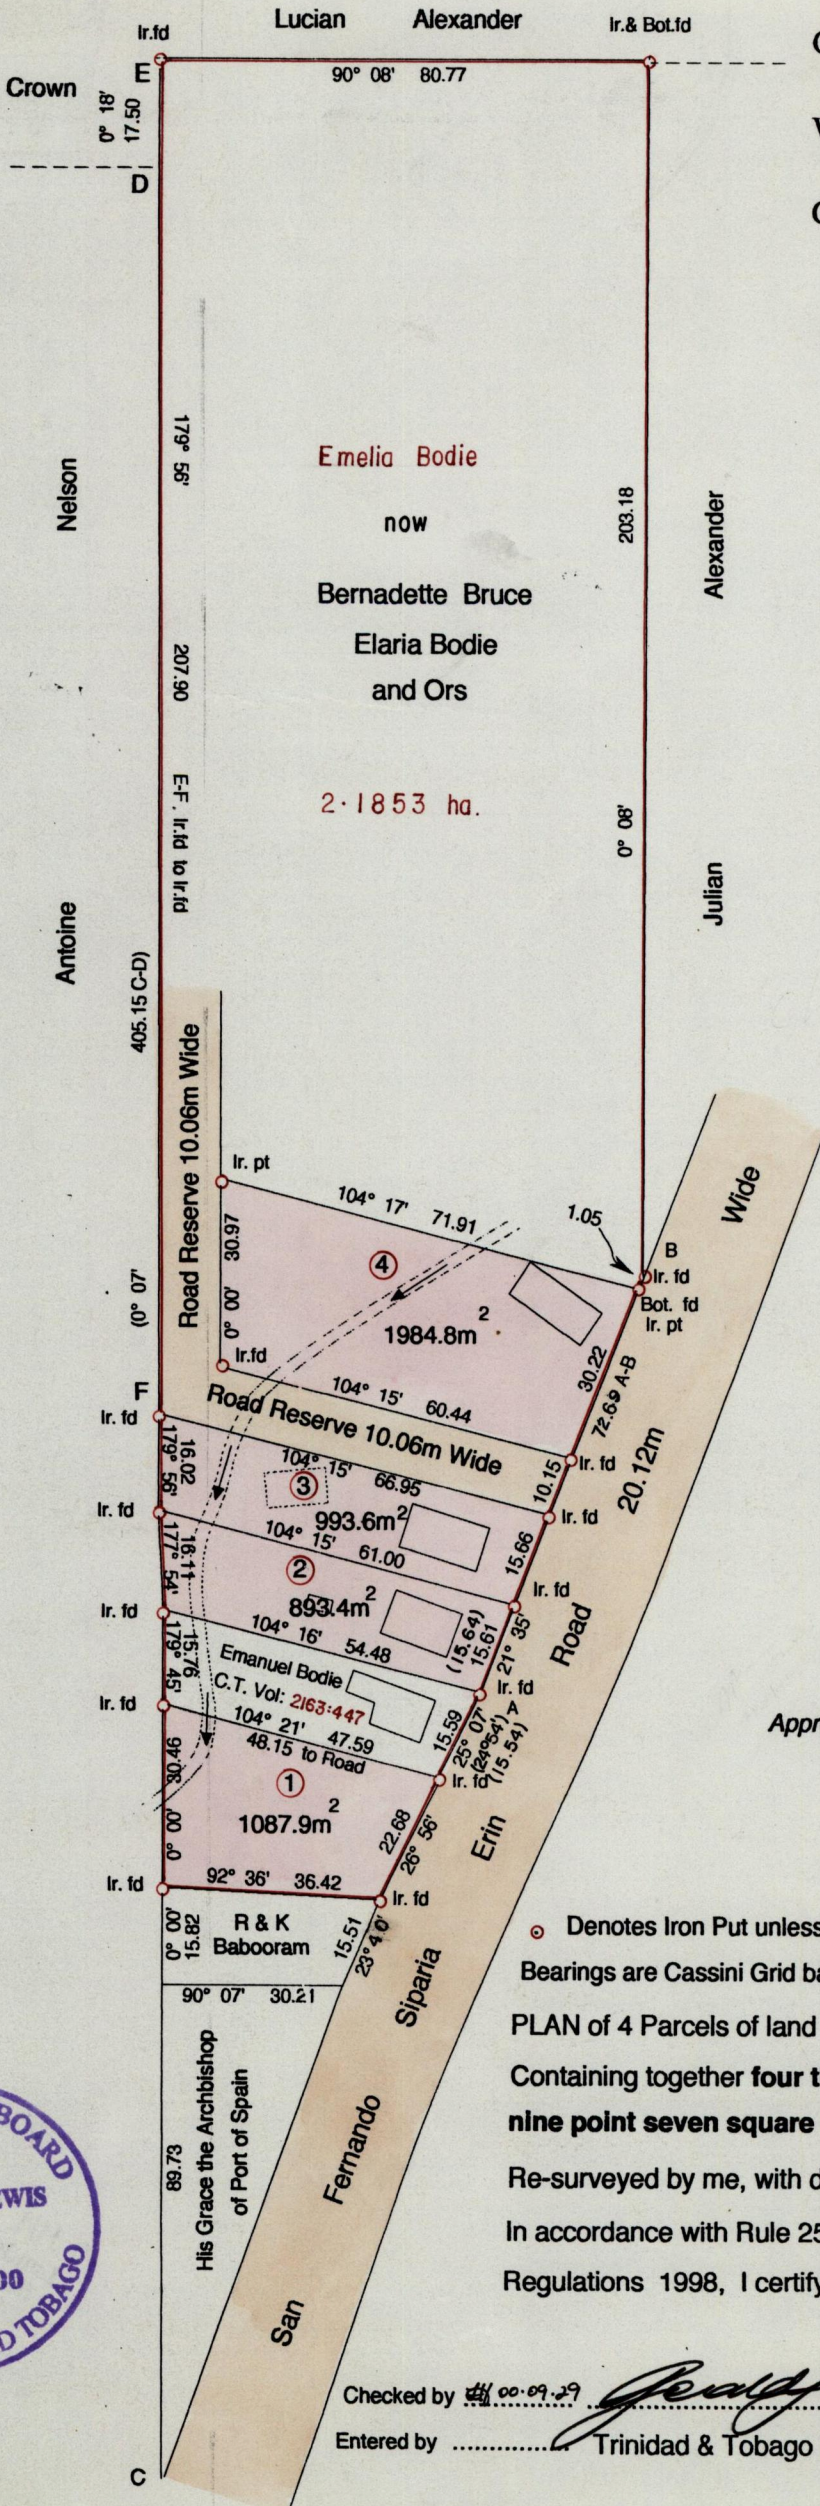 Lucian Alexander
Ir.fd
Ir.& Bot.fd
E
90° 08' 80.77
Crown
0° 18'
17.50
D
179° 56'
Nelson
Emelia Bodie
now
Bernadette Bruce
Elaria Bodie
and Ors
203.18
Alexander
207.90
2.1853 ha.
E-F. Ir.fd to Ir.fd
0° 08'
Julian
Antoine
405.15 C-D)
(0° 07'
Road Reserve 10.06m Wide
Ir. pt
104° 17' 71.91
1.05
Wide
30.97
0° 00'
4
1984.8m2
B
Ir. fd
Bot. fd
Ir. pt
Ir.fd
30.22
72.69 A-B
104° 15' 60.44
F
Ir. fd
Road Reserve 10.06m Wide
10.15
Ir. fd
20.12m
16.02
179° 56'
104° 15' 66.95
3
993.6m2
Ir. fd
Ir. fd
15.66
104° 15' 61.00
16.11
177° 54'
2
893.4m2
Ir. fd
Ir. fd
(15.64)
15.61
21° 35'
Road
104° 16' 54.48
15.76
179° 45'
Emanuel Bodie
C.T. Vol: 2163:447
Ir. fd
A
Ir. fd
15.59
25° 07'
(24°54')
(15.54)
104° 21' 47.59
48.15 to Road
Ir. fd
Appr
30.46
0° 00'
1
1087.9m2
22.68
26° 56'
Erin
92° 36' 36.42
Ir. fd
Ir. fd
0° 00'
15.82
R & K
Babooram
15.51
23° 40'
Siparia
90° 07' 30.21
His Grace the Archbishop
of Port of Spain
89.73
Fernando
San
C
Denotes Iron Put unless
Bearings are Cassini Grid ba
PLAN of 4 Parcels of land
Containing together four t
nine point seven square
Re-surveyed by me, with d
In accordance with Rule 25
Regulations 1998, I certify
BOARD
EWIS
00
D TOBAGO
Checked by 00.09.29
Entered by ............... Trinidad & Tobago